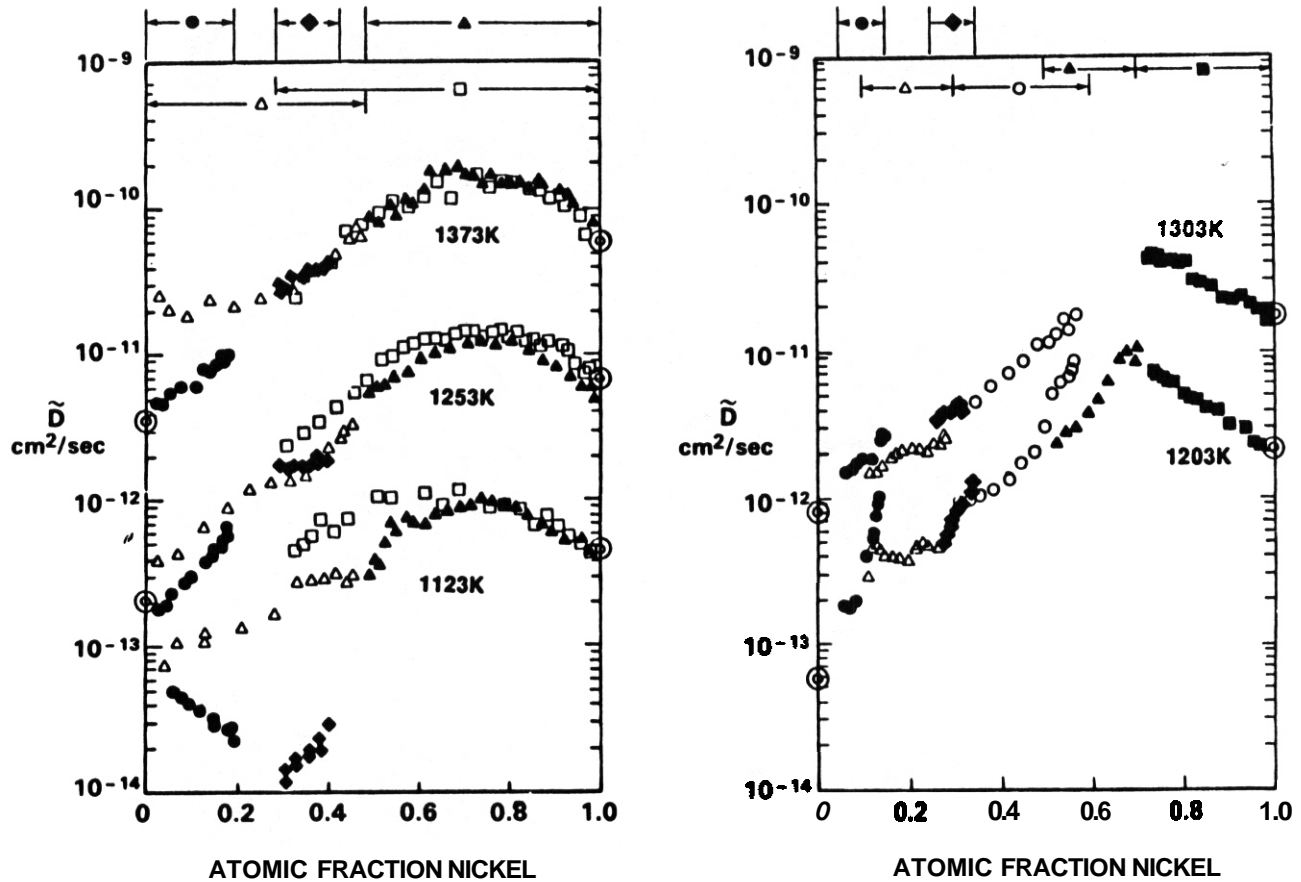 10-9
10-10
1373K
10-11
D̃
cm2/sec
1253K
10-12
1123K
10-13
10-14
0 0.2 0.4 0.6 0.8 1.0
ATOMIC FRACTION NICKEL
10-9
10-10
1303K
10-11
D̃
cm2/sec
1203K
10-12
10-13
10-14
0 0.2 0.4 0.6 0.8 1.0
ATOMIC FRACTION NICKEL